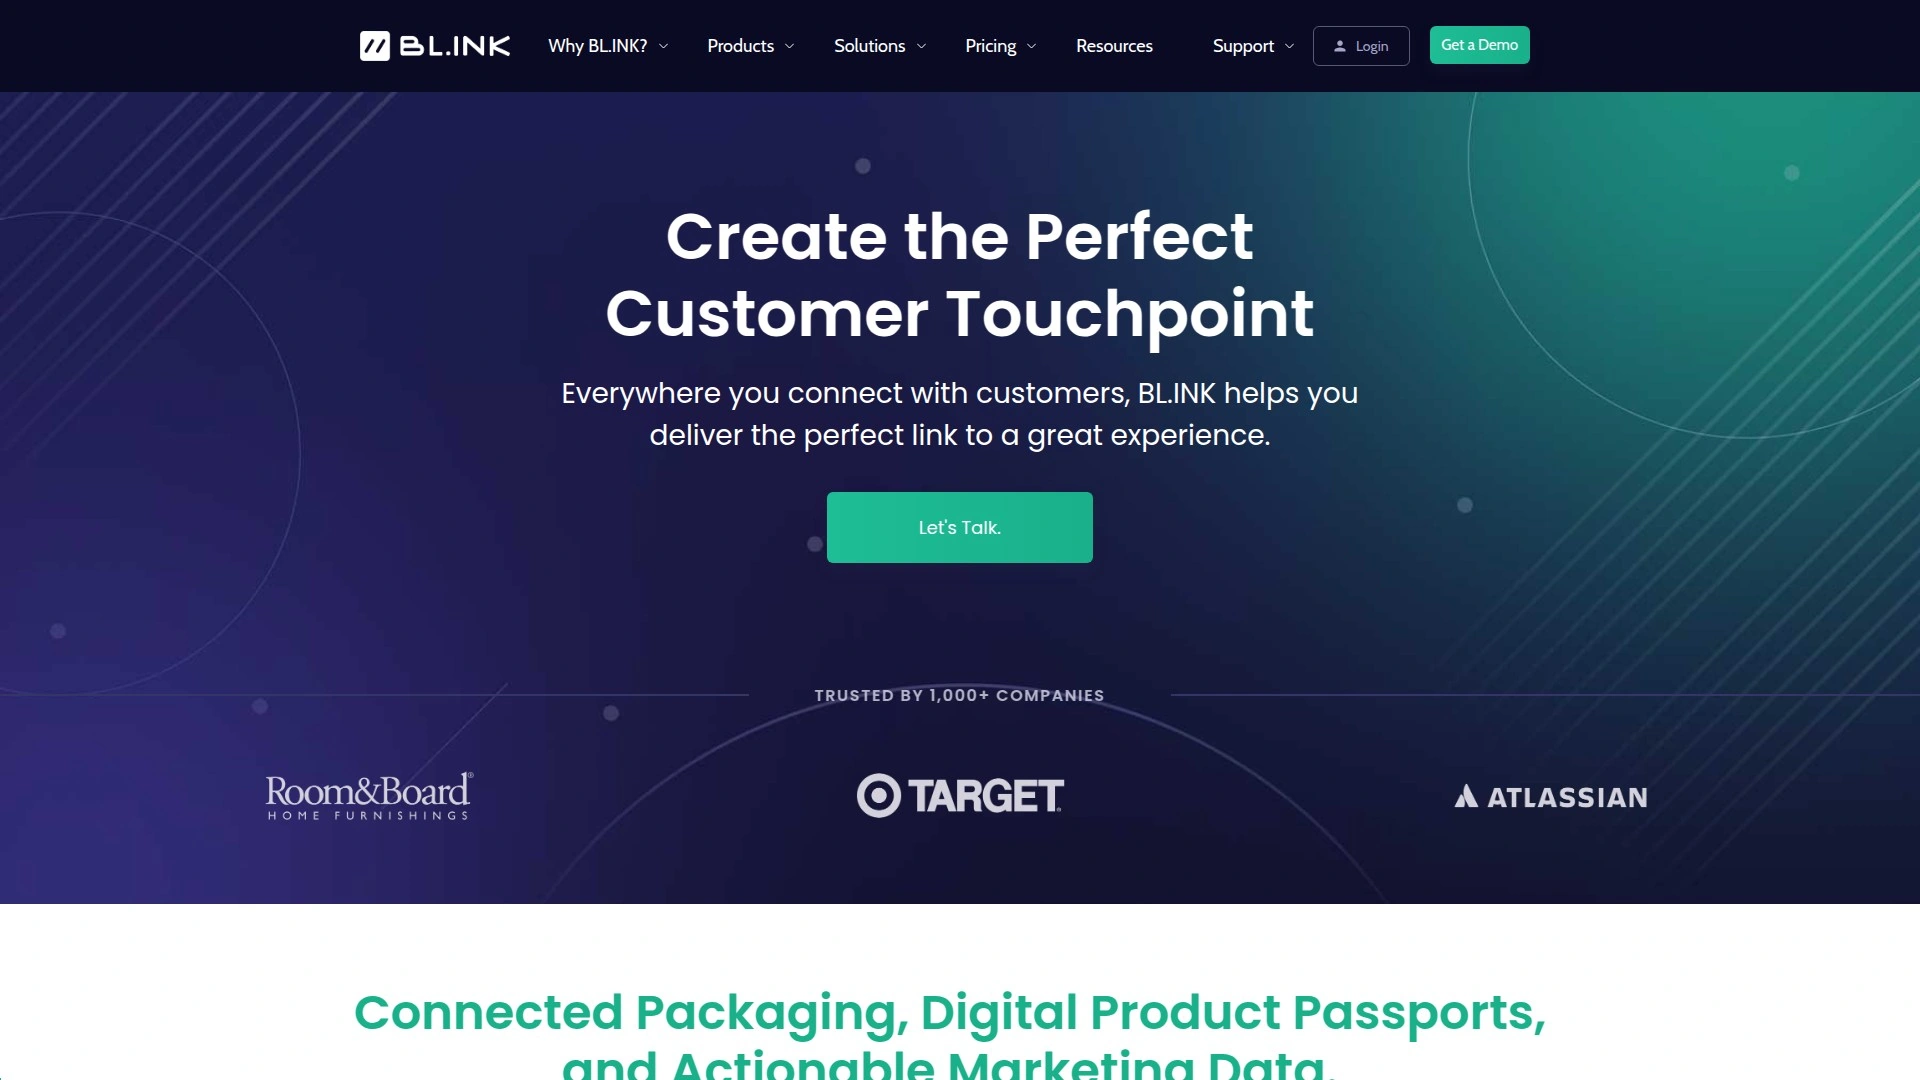 BL.INK
Why BL.INK?
Products
Solutions
Pricing
Resources
Support
Login
Get a Demo
Create the Perfect
Customer Touchpoint
Everywhere you connect with customers, BL.INK helps you
deliver the perfect link to a great experience.
Let's Talk.
TRUSTED BY 1,000+ COMPANIES
Room&Board®
HOME FURNISHINGS
TARGET
ATLASSIAN
Connected Packaging, Digital Product Passports,
and Actionable Marketing Data.